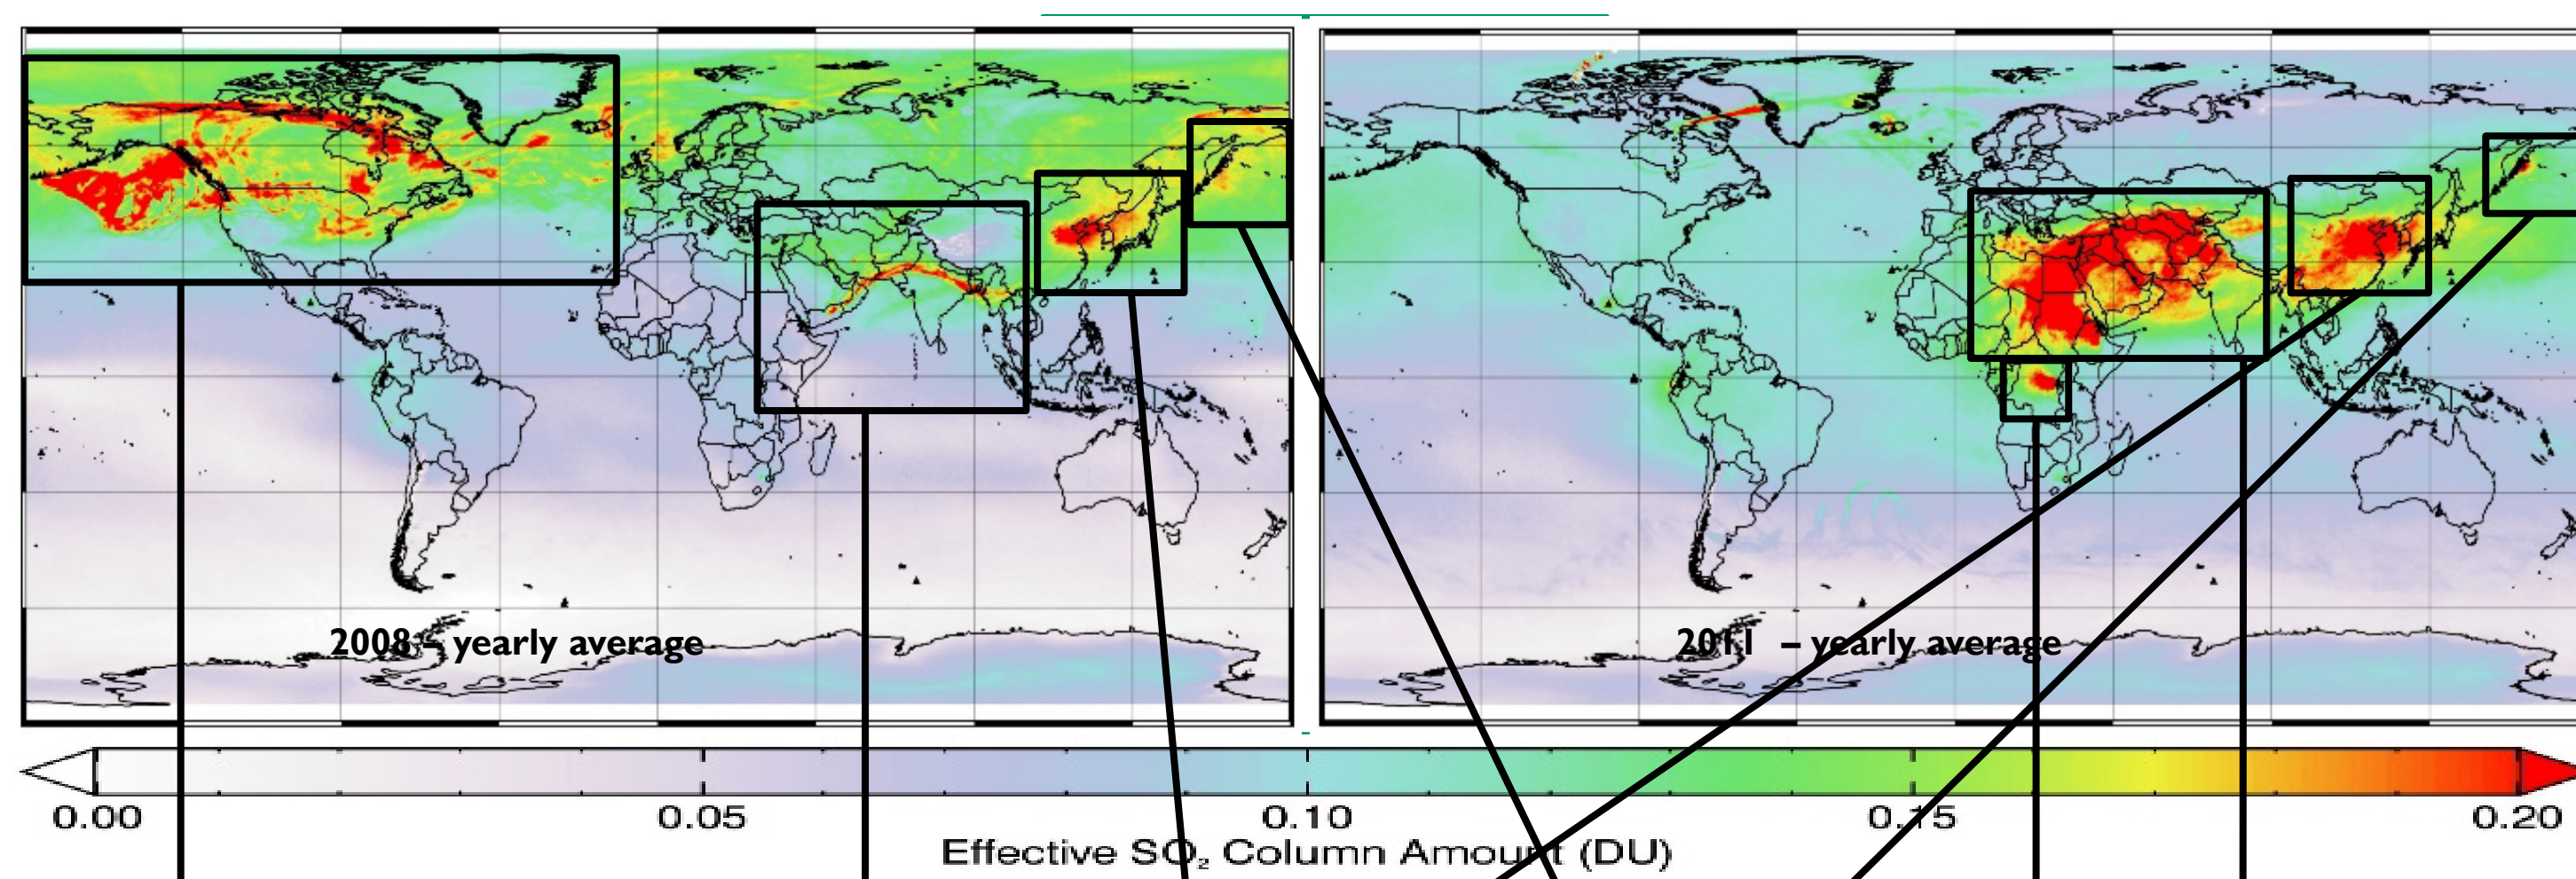 2008 – yearly average
2011 – yearly average
0.00 0.05 0.10 0.15 0.20
Effective SO₂ Column Amount (DU)